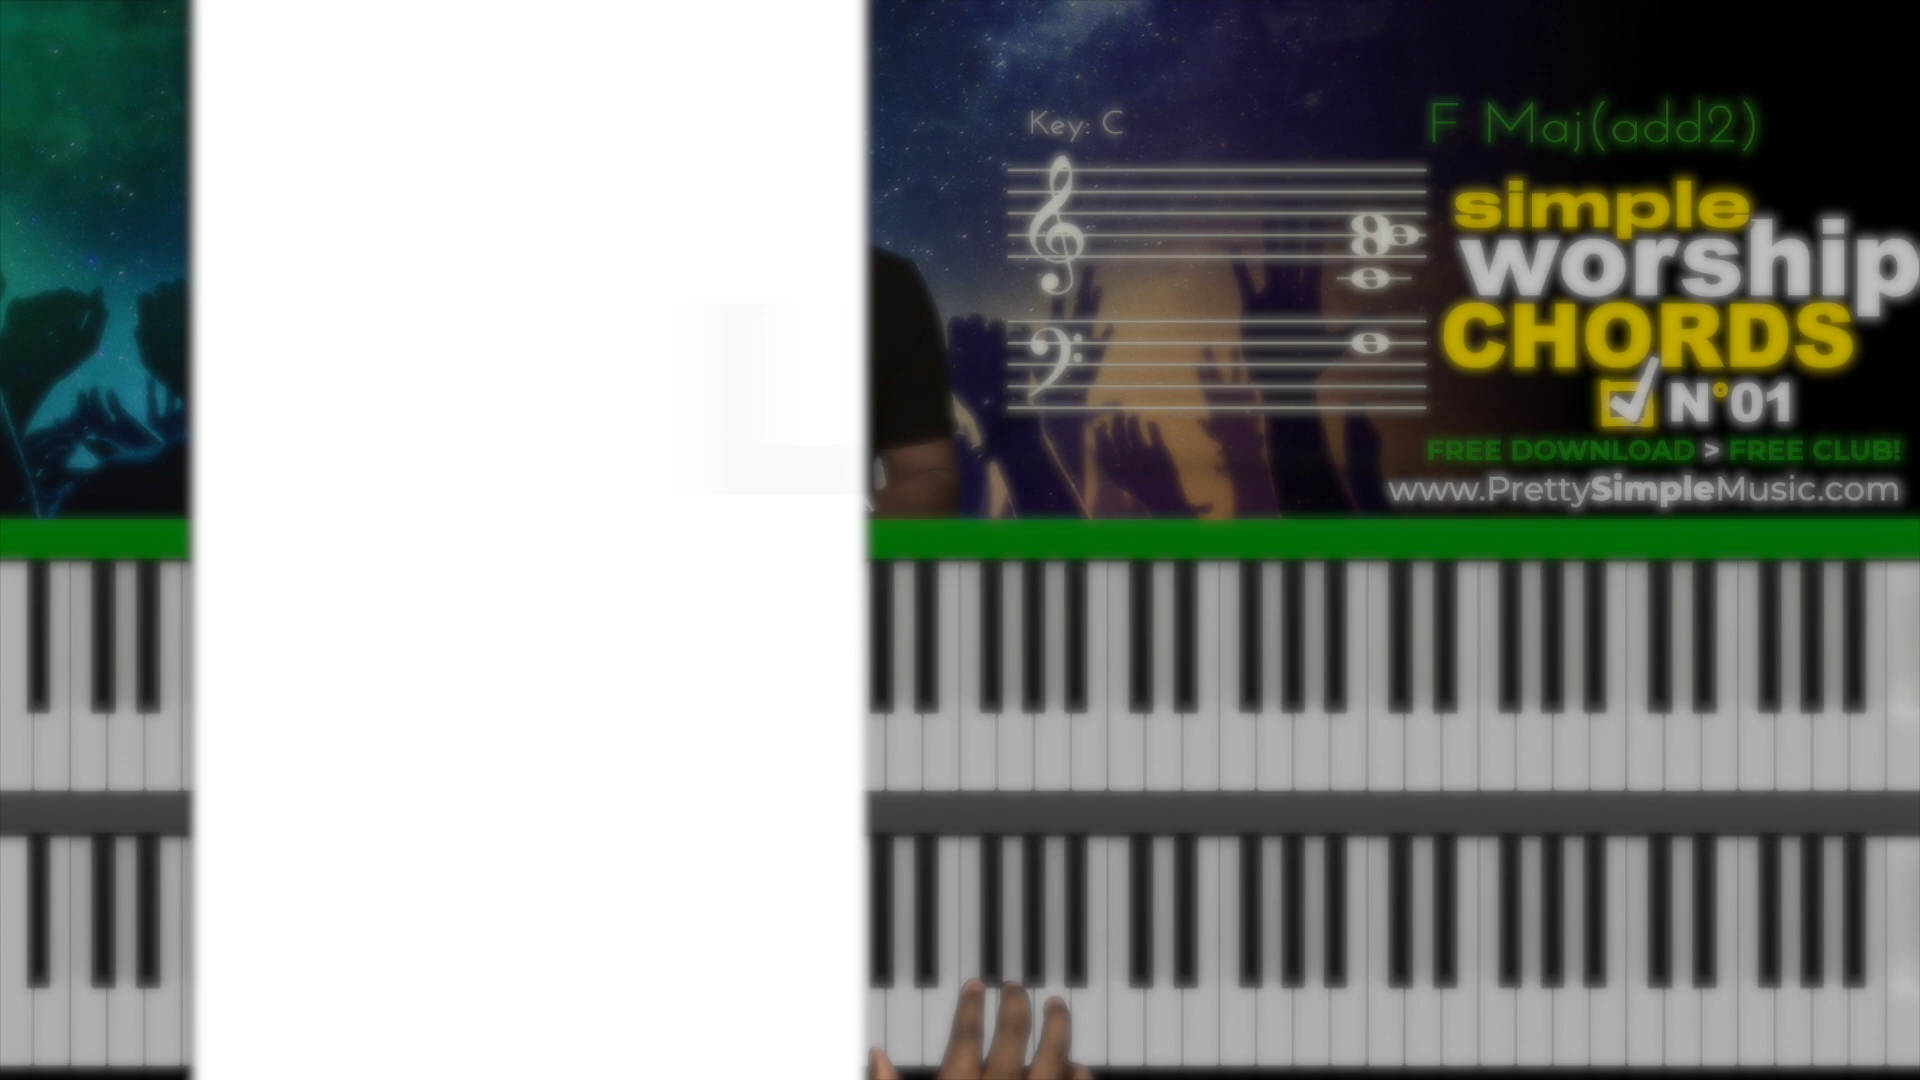 Key: C
F Maj(add2)
simple
worship
CHORDS
N°01
FREE DOWNLOAD > FREE CLUB!
www.PrettySimpleMusic.com